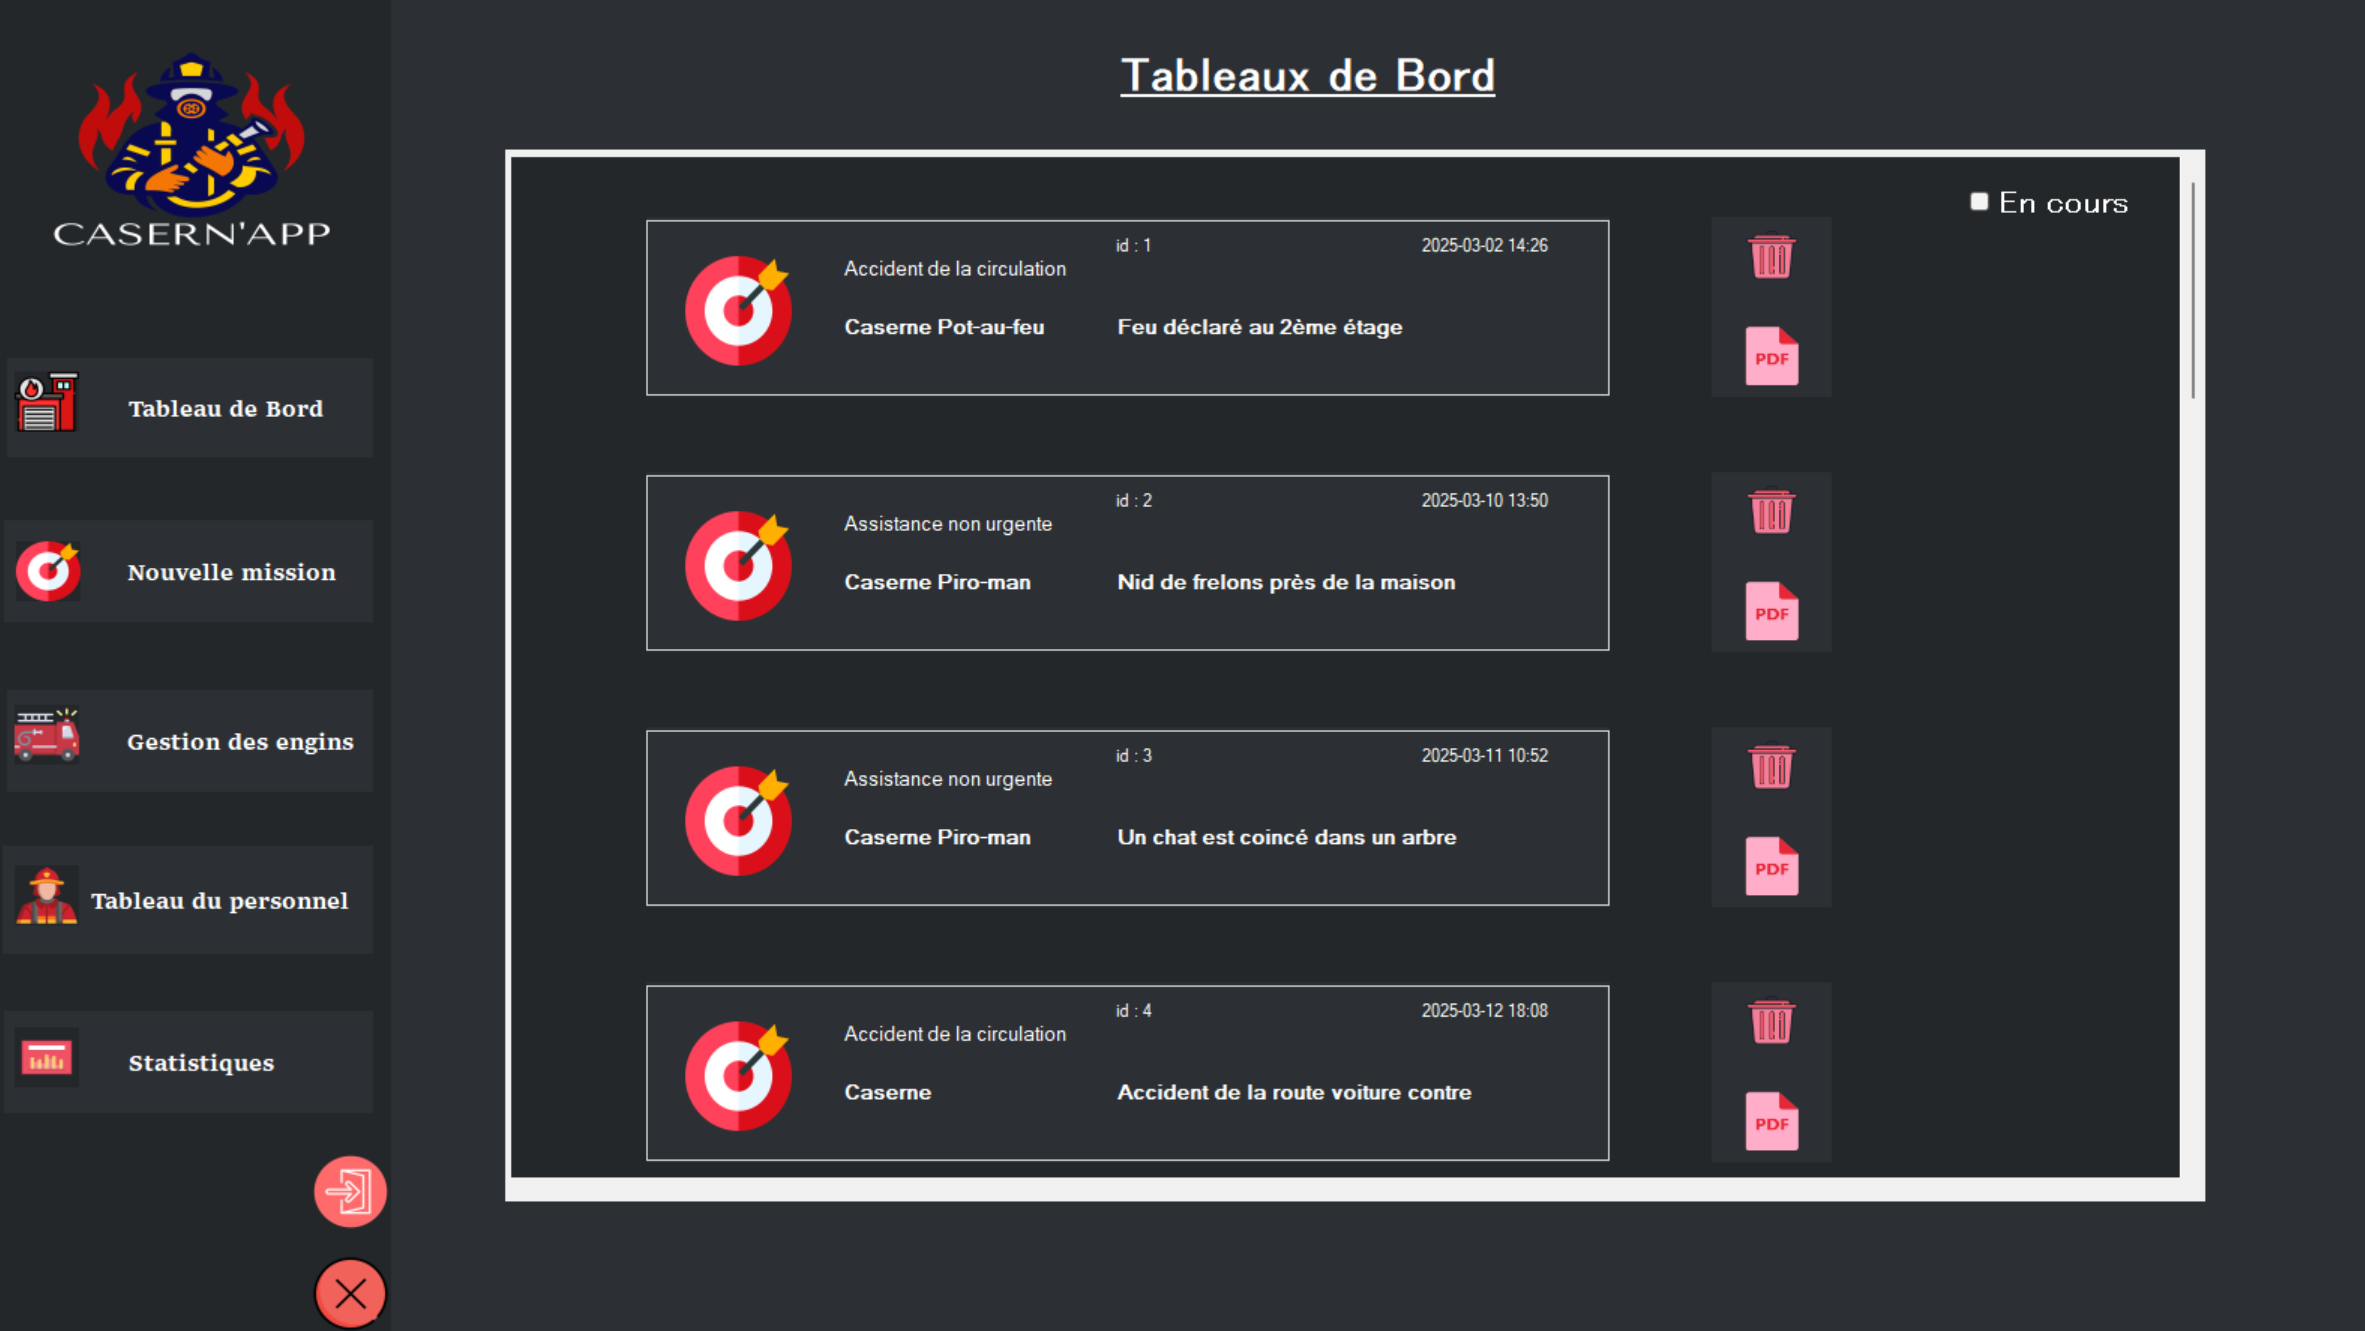 CASERN'APP
Tableau de Bord
Nouvelle mission
Gestion des engins
Tableau du personnel
Statistiques
Tableaux de Bord
En cours
id : 1
2025-03-02 14:26
Accident de la circulation
Caserne Pot-au-feu
Feu déclaré au 2ème étage
PDF
id : 2
2025-03-10 13:50
Assistance non urgente
Caserne Piro-man
Nid de frelons près de la maison
PDF
id : 3
2025-03-11 10:52
Assistance non urgente
Caserne Piro-man
Un chat est coincé dans un arbre
PDF
id : 4
2025-03-12 18:08
Accident de la circulation
Caserne
Accident de la route voiture contre
PDF